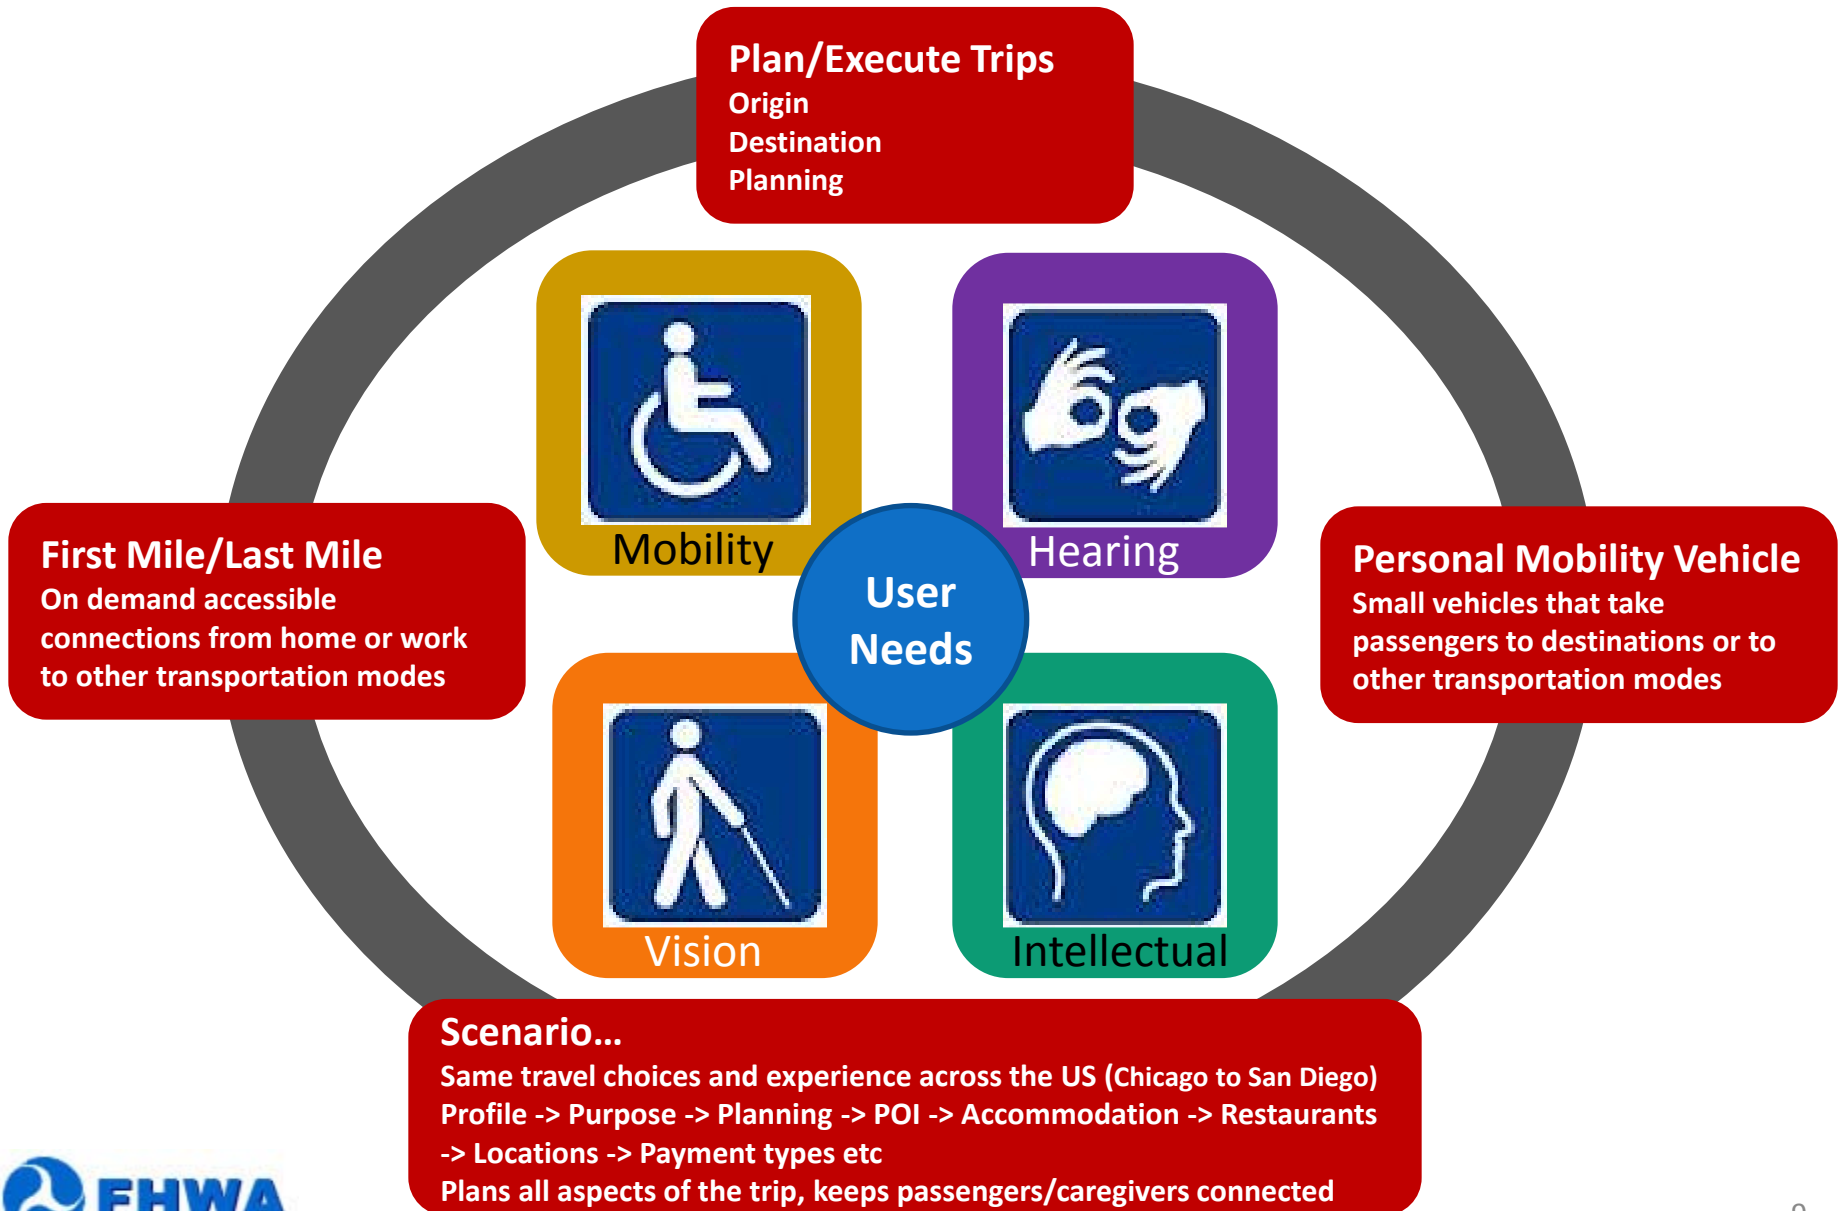 Plan/Execute Trips
Origin
Destination
Planning
Mobility
Hearing
First Mile/Last Mile
On demand accessible
connections from home or work
to other transportation modes
User
Needs
Personal Mobility Vehicle
Small vehicles that take
passengers to destinations or to
other transportation modes
Vision
Intellectual
Scenario...
Same travel choices and experience across the US (Chicago to San Diego)
Profile -> Purpose -> Planning -> POI -> Accommodation -> Restaurants
-> Locations -> Payment types etc
Plans all aspects of the trip, keeps passengers/caregivers connected
FHWA